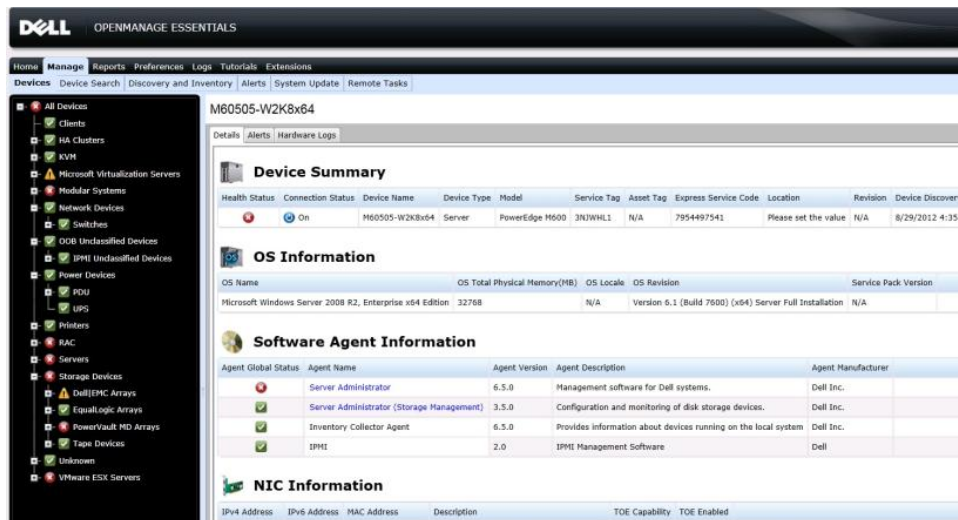 DELL OPENMANAGE ESSENTIALS
Home Manage Reports Preferences Logs Tutorials Extensions
Devices Device Search Discovery and Inventory Alerts System Update Remote Tasks
All Devices
Clients
HA Clusters
KVM
Microsoft Virtualization Servers
Modular Systems
Network Devices
Switches
OOB Unclassified Devices
IPMI Unclassified Devices
Power Devices
PDU
UPS
Printers
RAC
Servers
Storage Devices
Dell|EMC Arrays
EqualLogic Arrays
PowerVault MD Arrays
Tape Devices
Unknown
VMware ESX Servers
M60505-W2K8x64
Details Alerts Hardware Logs
Device Summary
Health Status Connection Status Device Name Device Type Model Service Tag Asset Tag Express Service Code Location Revision Device Discover
On M60505-W2K8x64 Server PowerEdge M600 3NJWHL1 N/A 7954497541 Please set the value N/A 8/29/2012 4:35
OS Information
OS Name OS Total Physical Memory(MB) OS Locale OS Revision Service Pack Version
Microsoft Windows Server 2008 R2, Enterprise x64 Edition 32768 N/A Version 6.1 (Build 7600) (x64) Server Full Installation N/A
Software Agent Information
Agent Global Status Agent Name Agent Version Agent Description Agent Manufacturer
Server Administrator 6.5.0 Management software for Dell systems. Dell Inc.
Server Administrator (Storage Management) 3.5.0 Configuration and monitoring of disk storage devices. Dell Inc.
Inventory Collector Agent 6.5.0 Provides information about devices running on the local system Dell Inc.
IPMI 2.0 IPMI Management Software Dell
NIC Information
IPv4 Address IPv6 Address MAC Address Description TOE Capability TOE Enabled